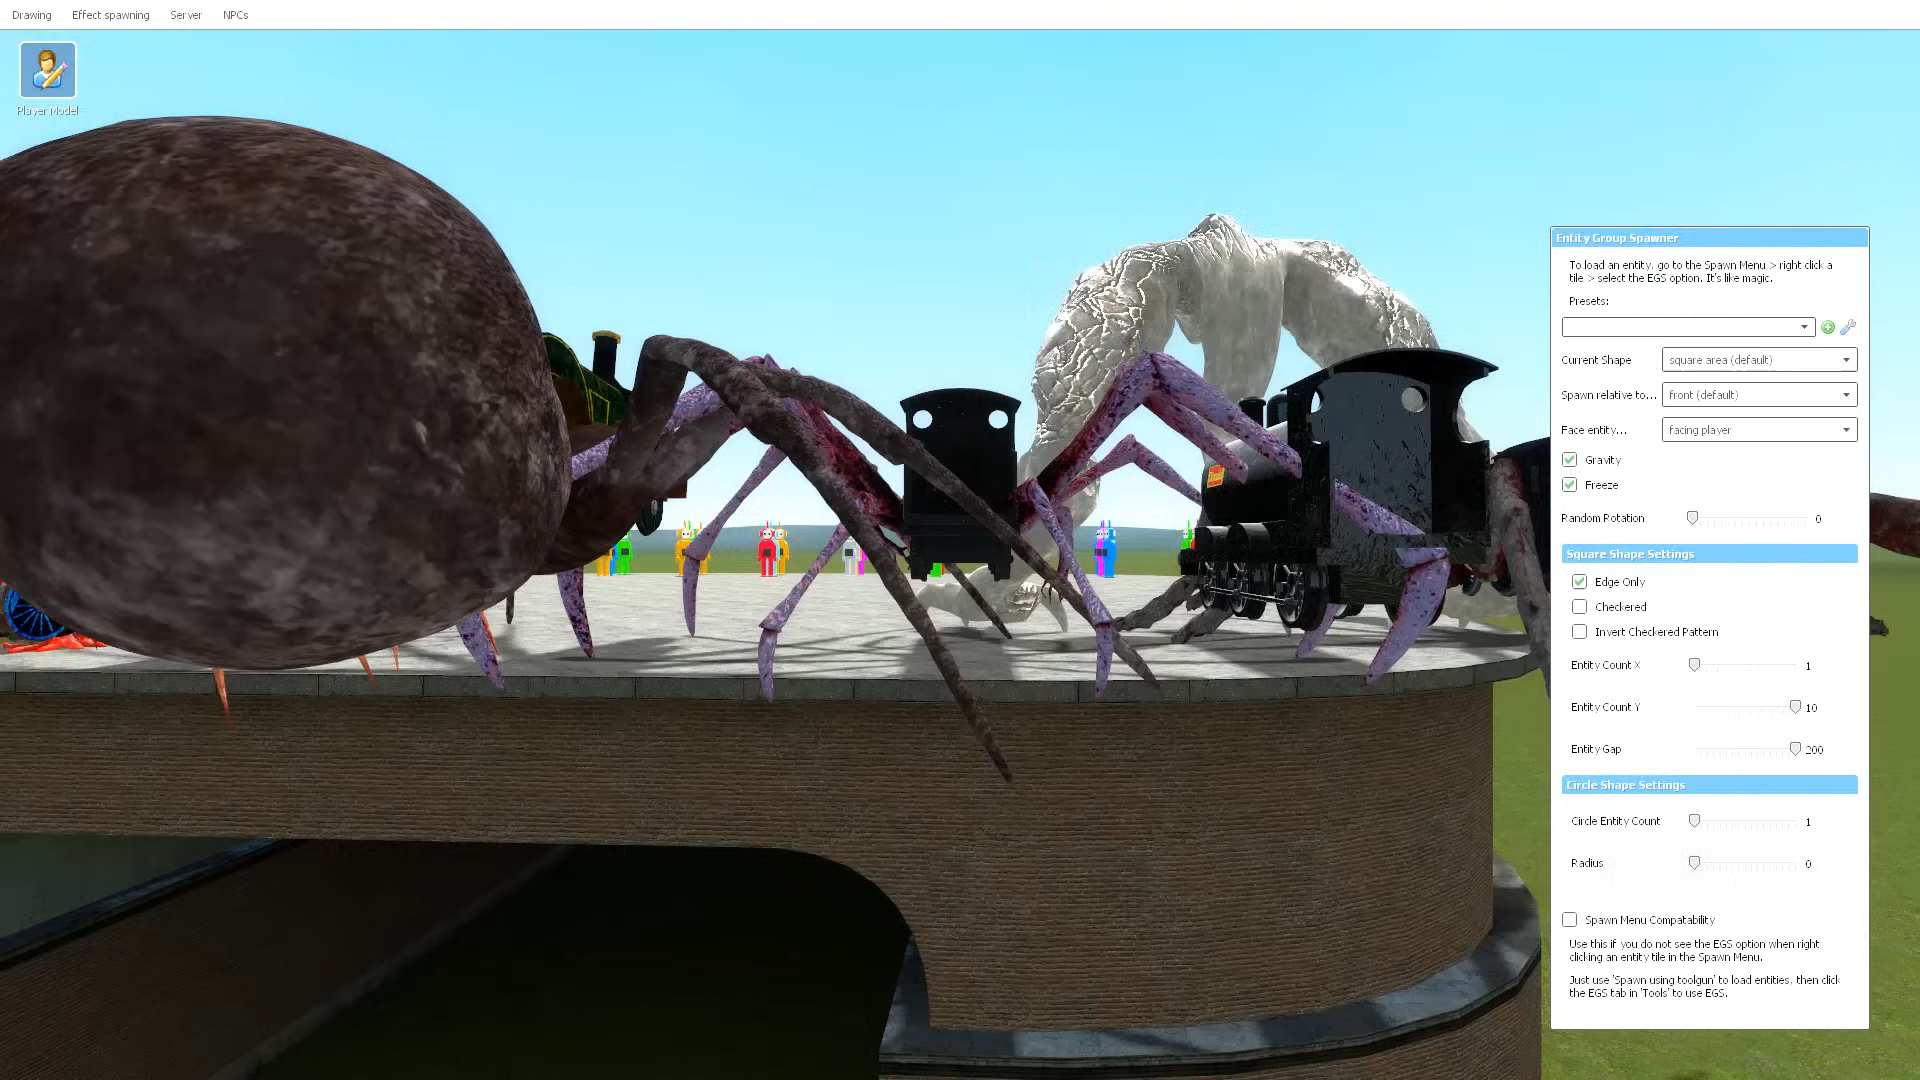 Drawing
Effect spawning
Server
NPCs
Player Model
Entity Group Spawner
To load an entity, go to the Spawn Menu > right click a
tile > select the EGS option. It's like magic.
Presets:
Current Shape
square area (default)
Spawn relative to...
front (default)
Face entity...
facing player
Gravity
Freeze
Random Rotation
0
Square Shape Settings
Edge Only
Checkered
Invert Checkered Pattern
Entity Count X
1
Entity Count Y
10
Entity Gap
200
Circle Shape Settings
Circle Entity Count
1
Radius
0
Spawn Menu Compatability
Use this if you do not see the EGS option when right
clicking an entity tile in the Spawn Menu.
Just use 'Spawn using toolgun' to load entities, then click
the EGS tab in 'Tools' to use EGS.